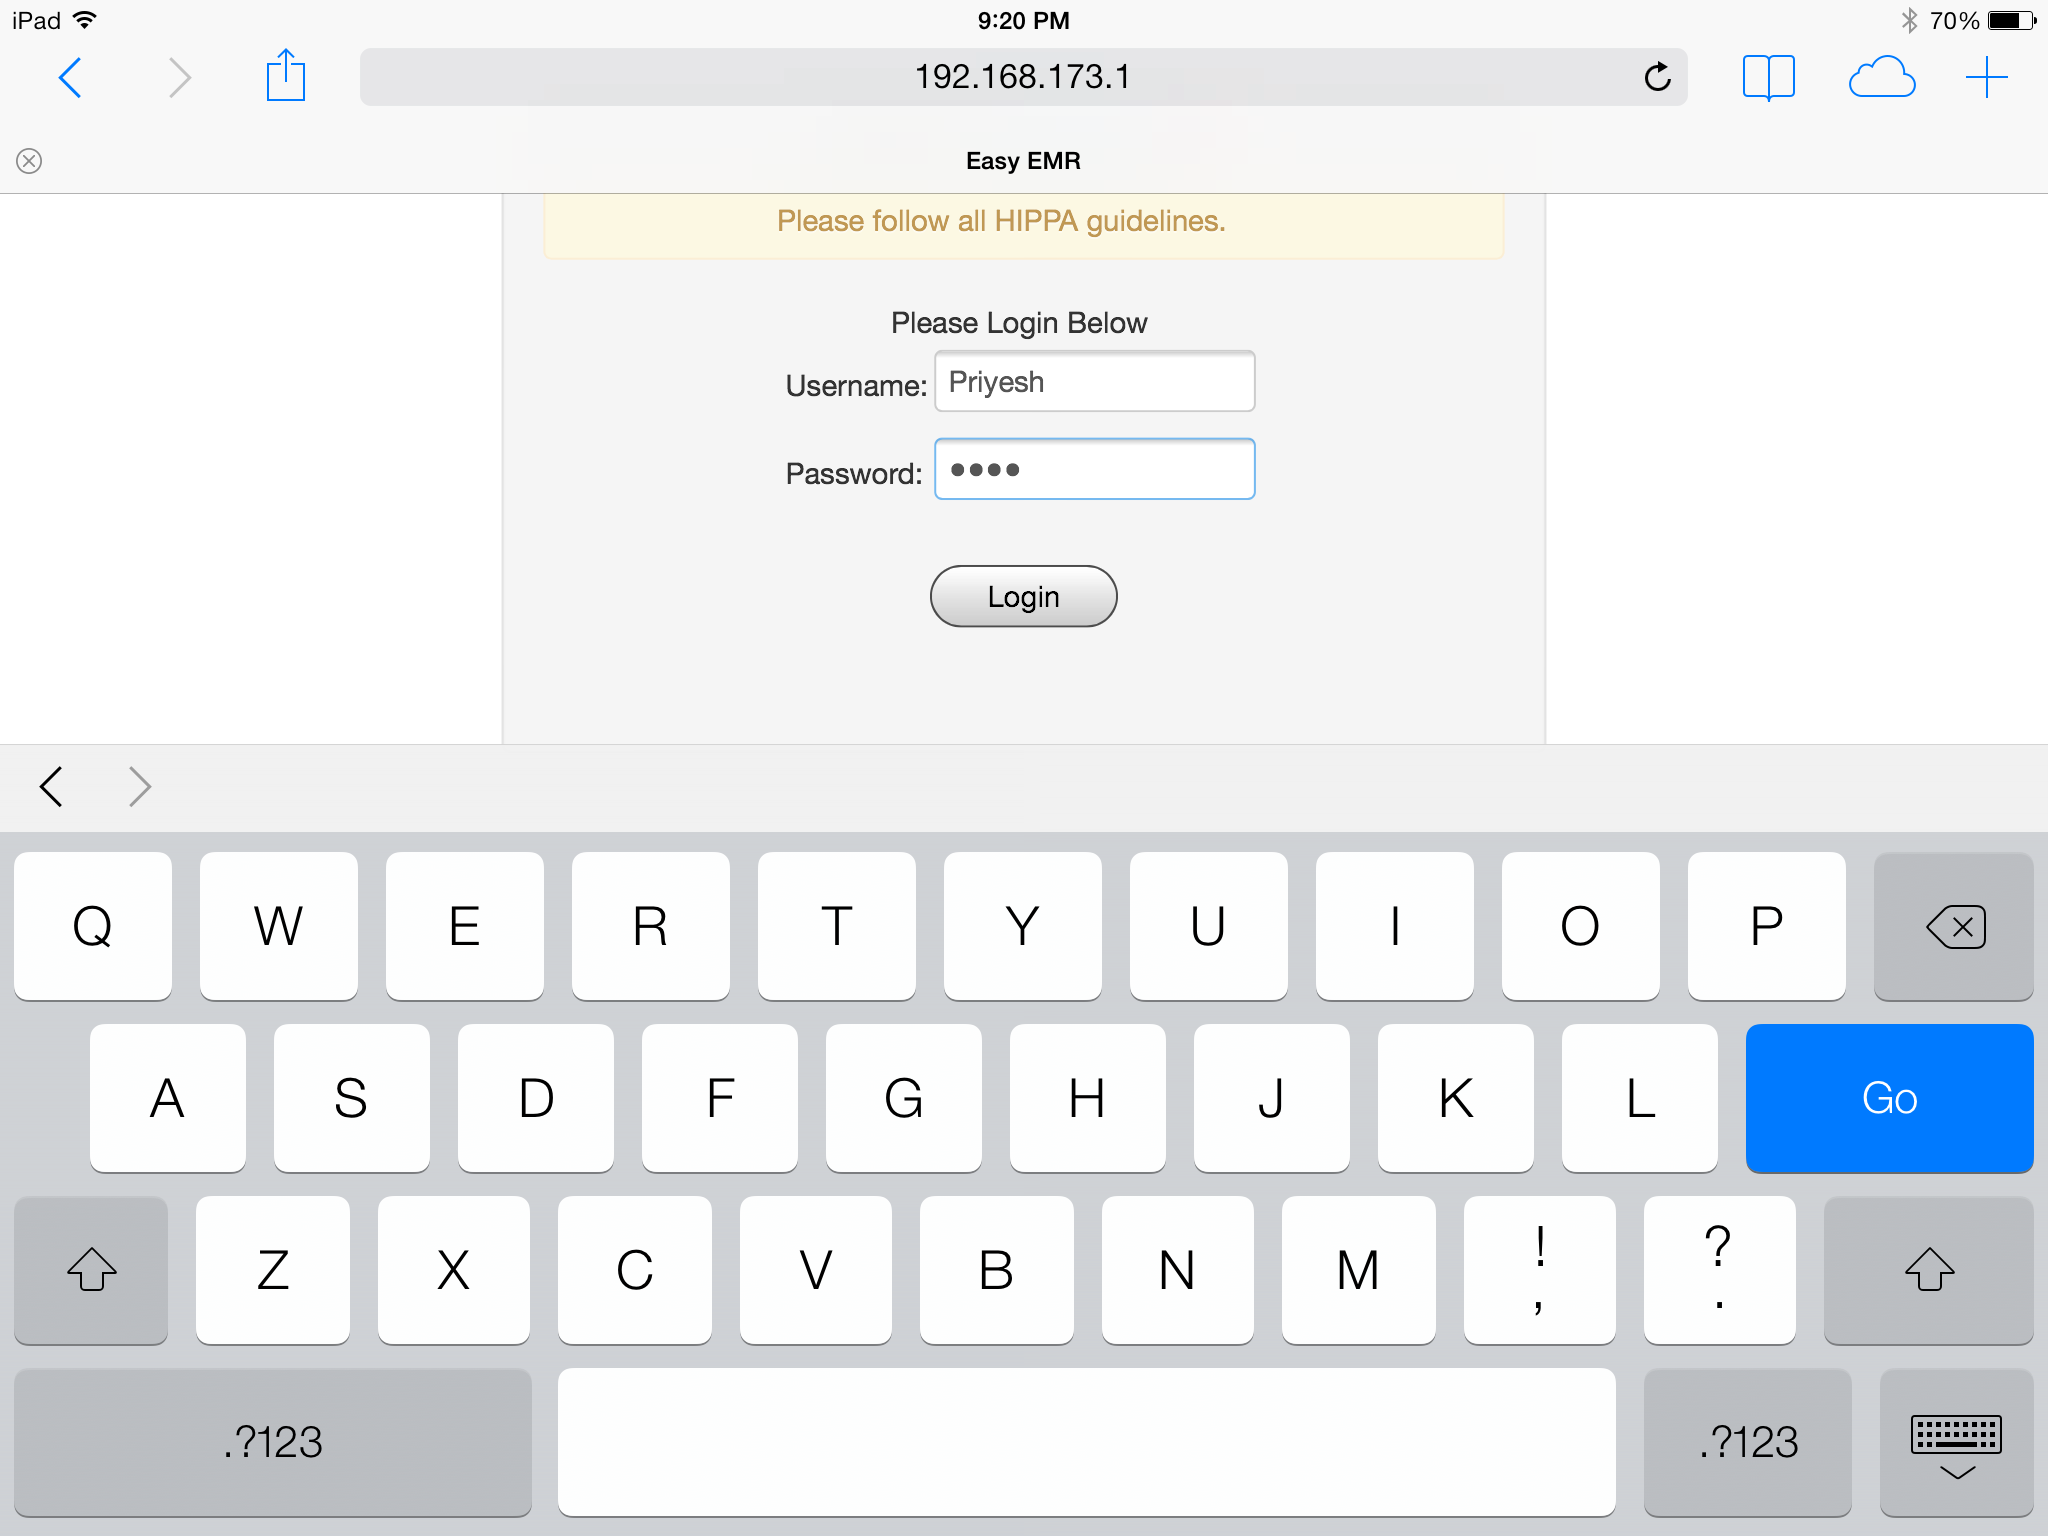 iPad 9:20 PM 70%
192.168.173.1
Easy EMR
Please follow all HIPPA guidelines.
Please Login Below
Username: Priyesh
Password: ••••
Login
Q W E R T Y U I O P
A S D F G H J K L Go
Z X C V B N M ! , ? .
.?123 .?123